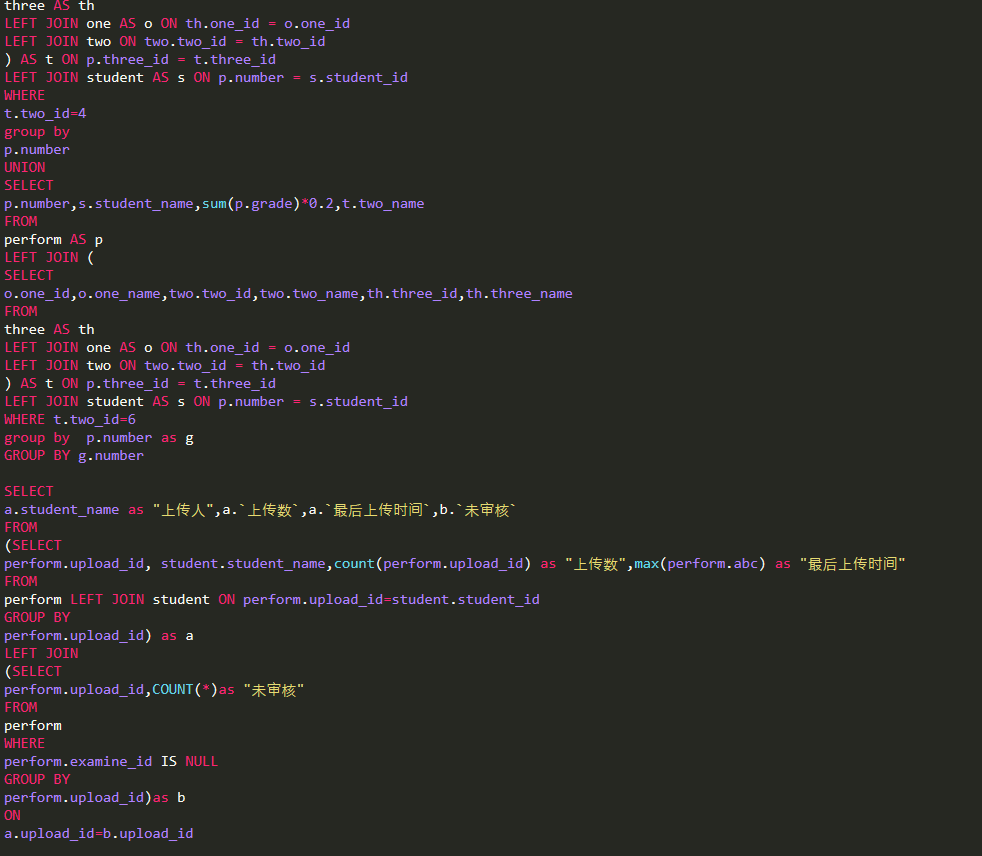 three AS th
LEFT JOIN one AS o ON th.one_id = o.one_id
LEFT JOIN two ON two.two_id = th.two_id
) AS t ON p.three_id = t.three_id
LEFT JOIN student AS s ON p.number = s.student_id
WHERE
t.two_id=4
group by
p.number
UNION
SELECT
p.number,s.student_name,sum(p.grade)*0.2,t.two_name
FROM
perform AS p
LEFT JOIN (
SELECT
o.one_id,o.one_name,two.two_id,two.two_name,th.three_id,th.three_name
FROM
three AS th
LEFT JOIN one AS o ON th.one_id = o.one_id
LEFT JOIN two ON two.two_id = th.two_id
) AS t ON p.three_id = t.three_id
LEFT JOIN student AS s ON p.number = s.student_id
WHERE t.two_id=6
group by  p.number as g
GROUP BY g.number

SELECT
a.student_name as "上传人",a.`上传数`,a.`最后上传时间`,b.`未审核`
FROM
(SELECT
perform.upload_id, student.student_name,count(perform.upload_id) as "上传数",max(perform.abc) as "最后上传时间"
FROM
perform LEFT JOIN student ON perform.upload_id=student.student_id
GROUP BY
perform.upload_id) as a
LEFT JOIN
(SELECT
perform.upload_id,COUNT(*)as "未审核"
FROM
perform
WHERE
perform.examine_id IS NULL
GROUP BY
perform.upload_id)as b
ON
a.upload_id=b.upload_id